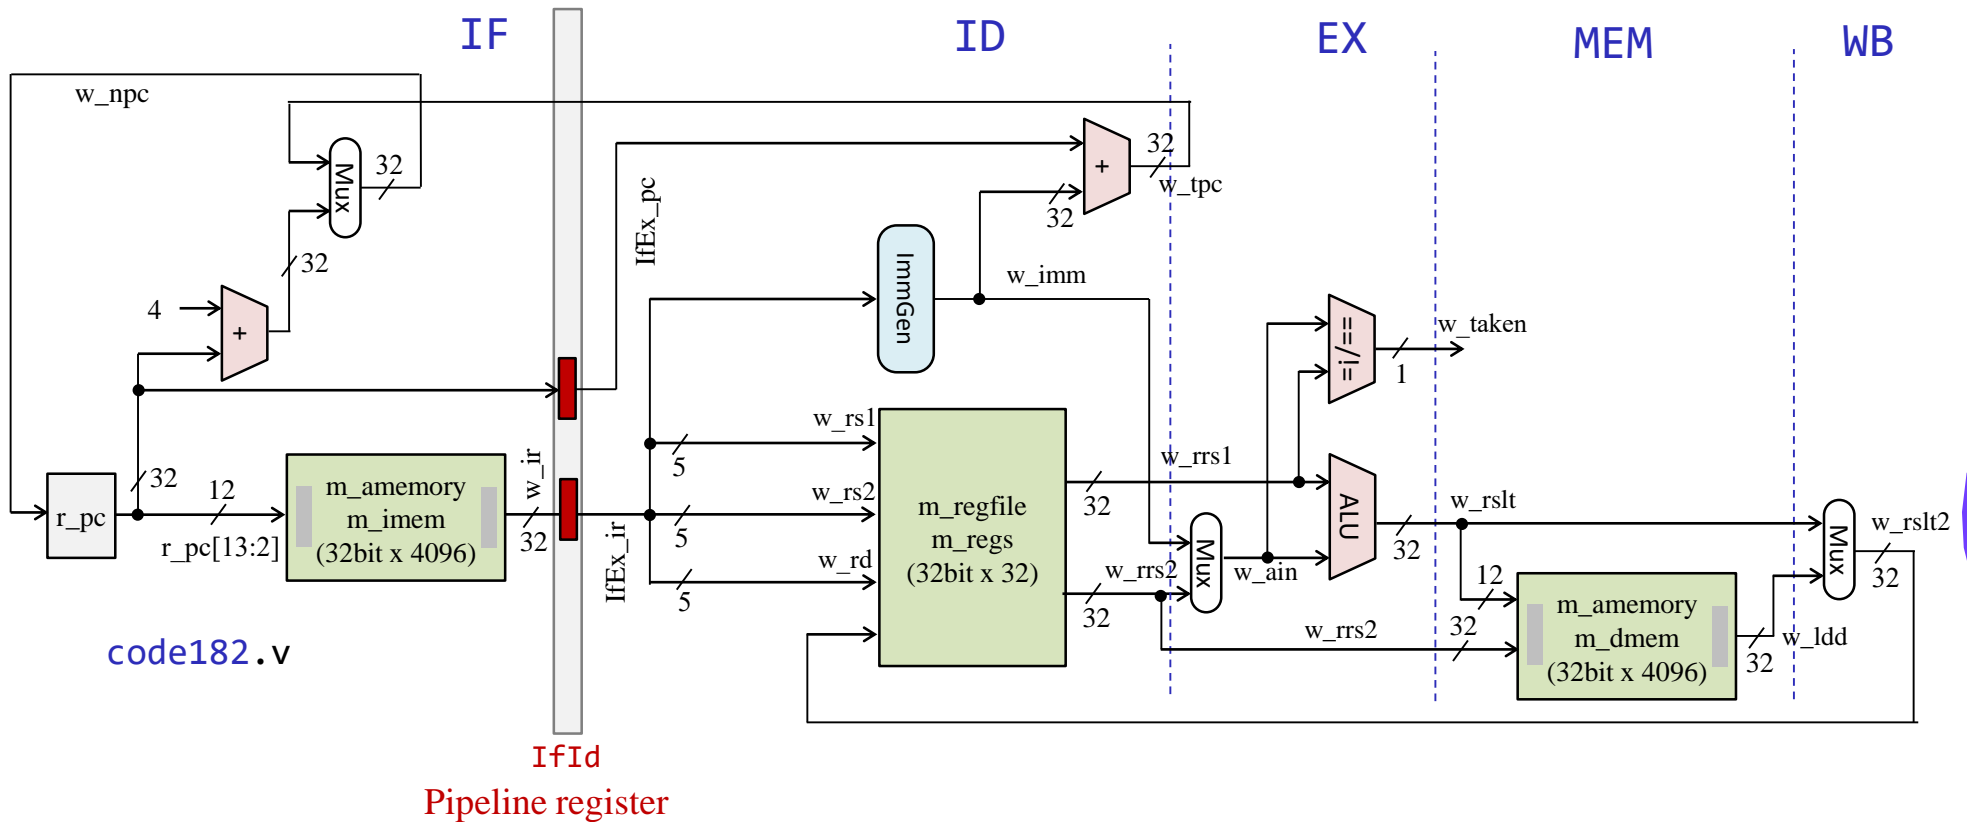 IF
ID
EX
MEM
WB
w_npc
Mux
32
32
4
+
32
r_pc
12
r_pc[13:2]
m_amemory
m_imem
(32bit x 4096)
w_ir
32
code182.v
IfId
Pipeline register
IfEx_pc
IfEx_ir
+
32
32
w_tpc
ImmGen
w_imm
w_rs1
5
w_rs2
5
w_rd
5
m_regfile
m_regs
(32bit x 32)
w_rrs1
32
w_rrs2
32
Mux
w_ain
==/!=
w_taken
1
ALU
32
w_rslt
w_rrs2
12
32
m_amemory
m_dmem
(32bit x 4096)
32
w_ldd
Mux
w_rslt2
32